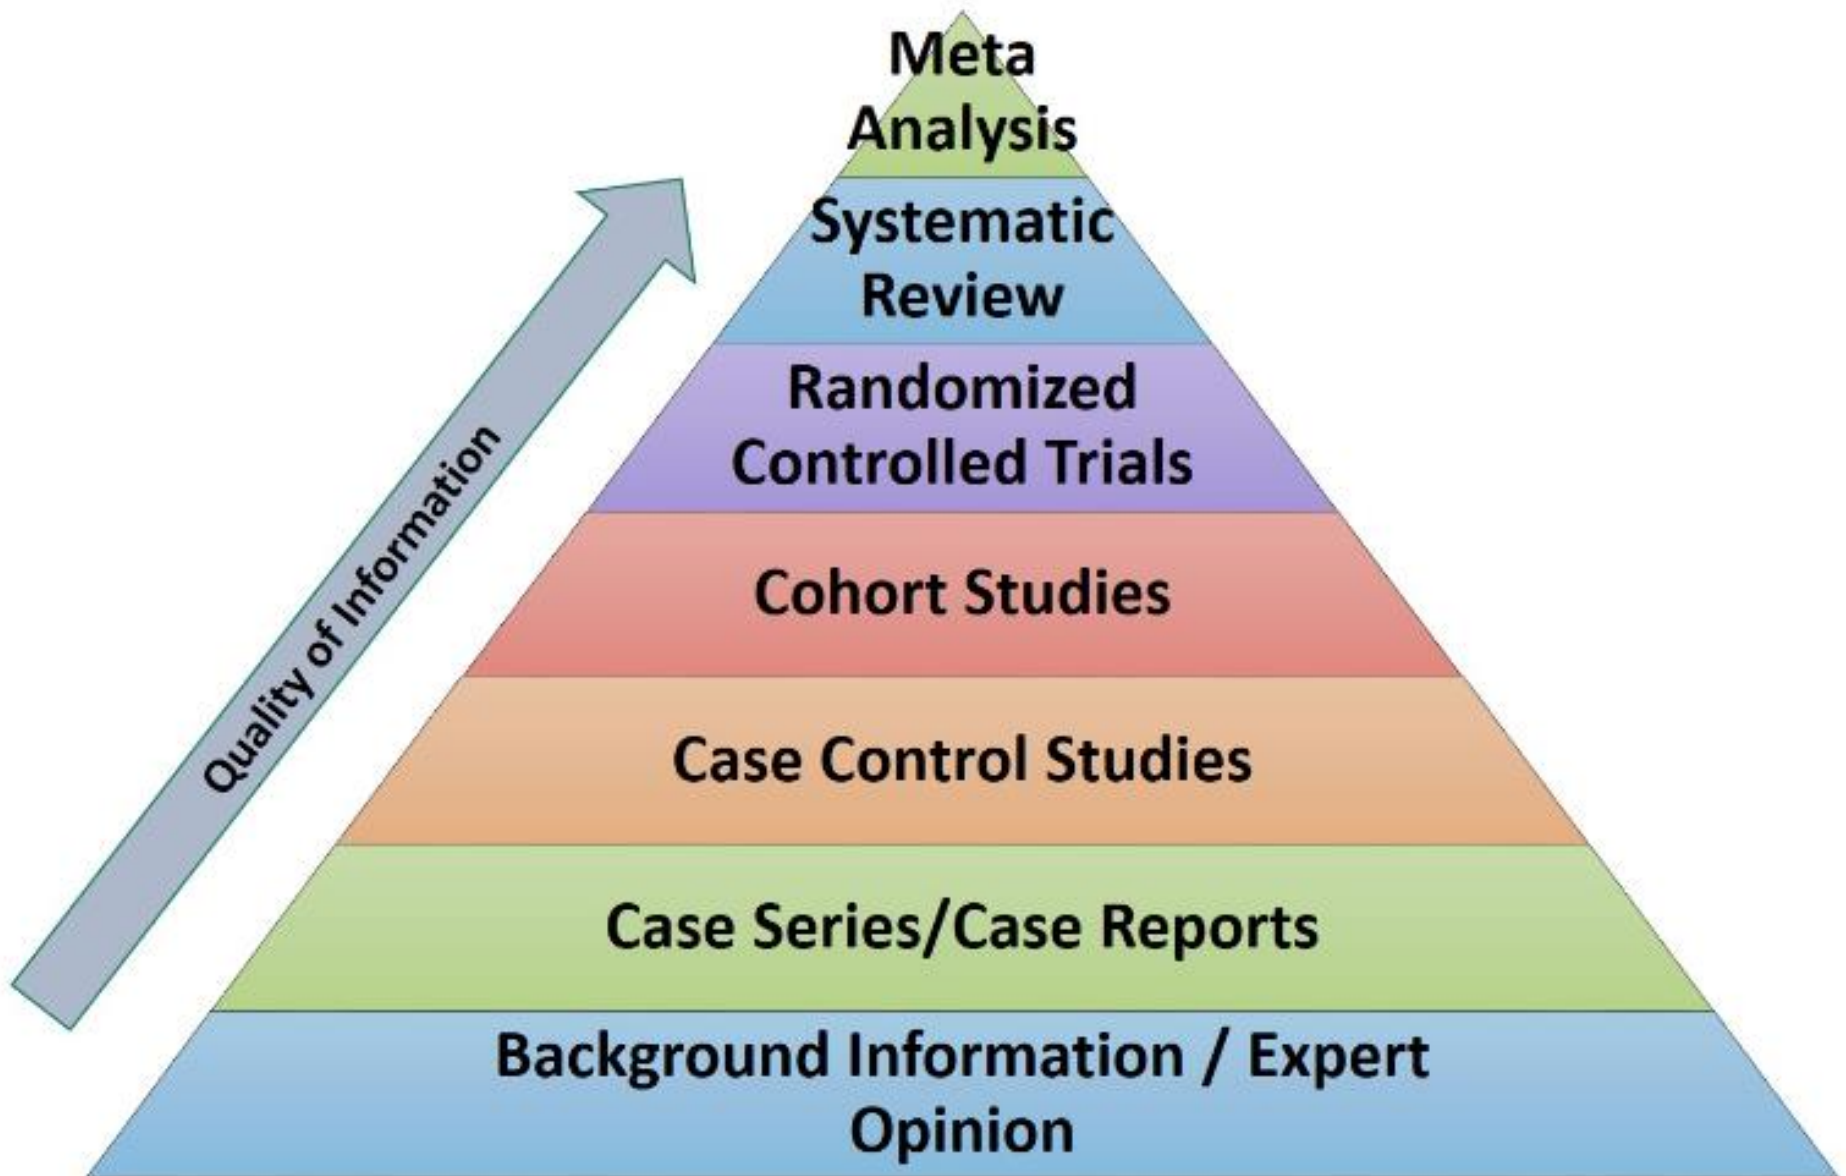 Meta
Analysis
Systematic
Review
Randomized
Controlled Trials
Cohort Studies
Case Control Studies
Case Series/Case Reports
Background Information / Expert
Opinion
Quality of Information